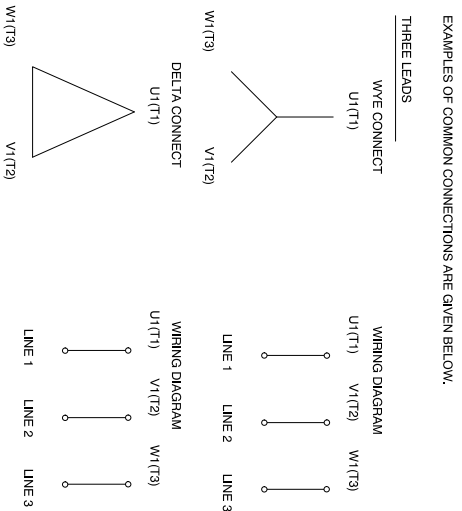 EXAMPLES OF COMMON CONNECTIONS ARE GIVEN BELOW.
THREE LEADS
WYE CONNECT
U1(T1)
W1(T3) V1(T2)
WIRING DIAGRAM
U1(T1) V1(T2) W1(T3)
LINE 1 LINE 2 LINE 3
DELTA CONNECT
U1(T1)
W1(T3) V1(T2)
WIRING DIAGRAM
U1(T1) V1(T2) W1(T3)
LINE 1 LINE 2 LINE 3